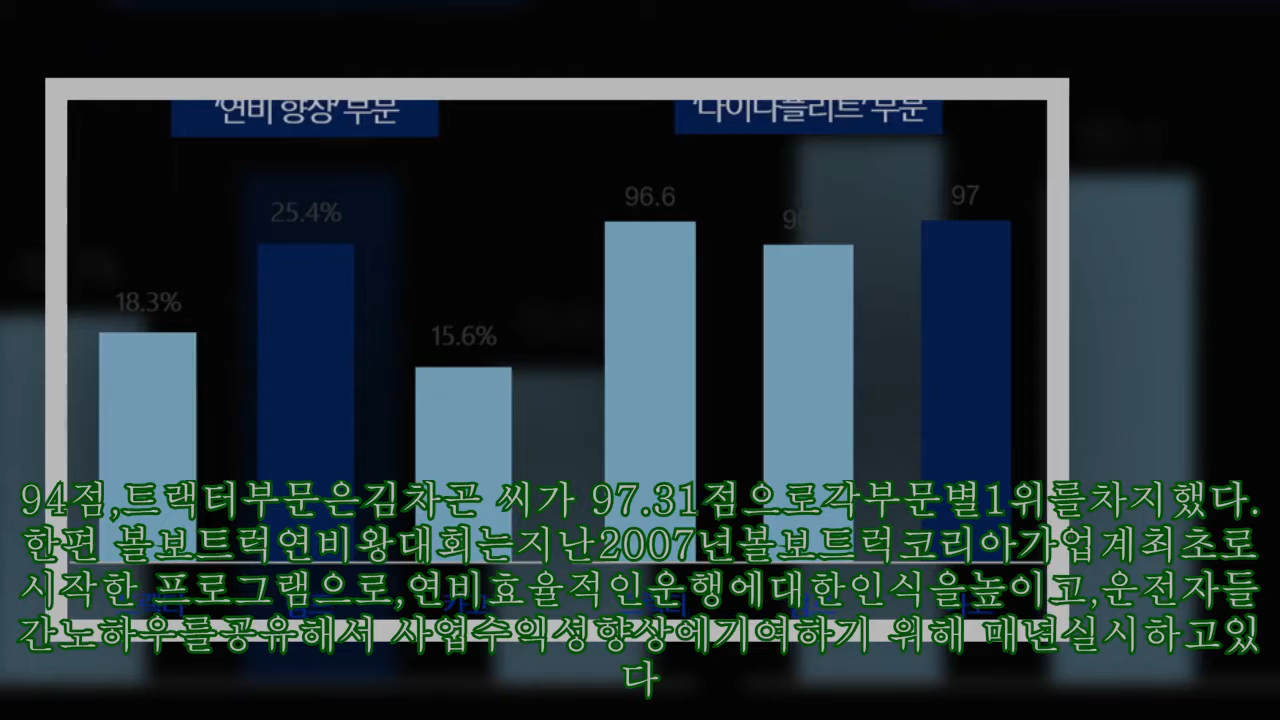 '연비 향상' 부문
'다이나플리트' 부문
25.4%
18.3%
15.6%
96.6
97
94점,트랙터부문은김차곤 씨가 97.31점으로각부문별1위를차지했다.
한편 볼보트럭연비왕대회는지난2007년볼보트럭코리아가업계최초로
시작한 프로그램으로,연비효율적인운행에대한인식을높이고,운전자들
간노하우를공유해서 사업수익성향상에기여하기 위해 매년실시하고있
다